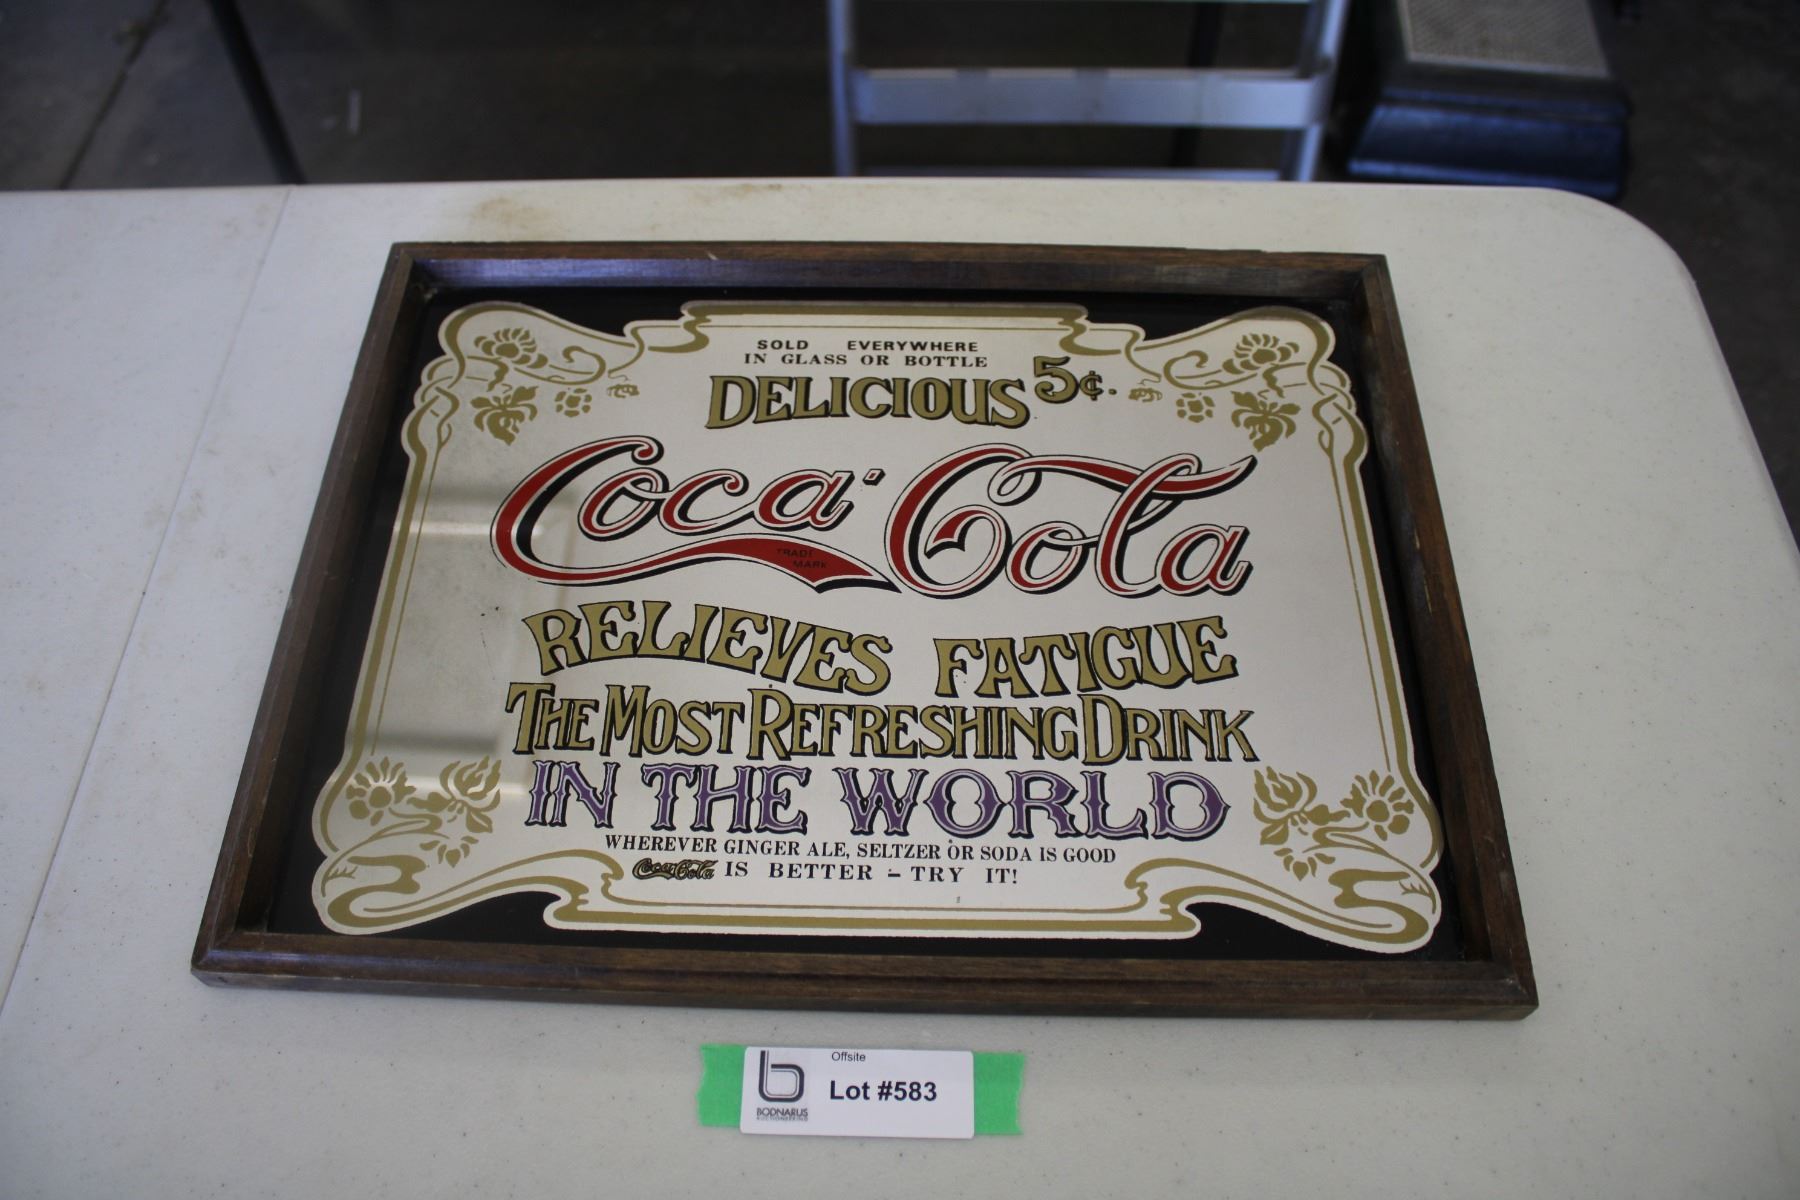 SOLD EVERYWHERE
IN GLASS OR BOTTLE
DELICIOUS 5¢.
Coca-Cola
TRADE
MARK
RELIEVES FATIGUE
THE MOST REFRESHING DRINK
IN THE WORLD
WHEREVER GINGER ALE, SELTZER OR SODA IS GOOD
Coca-Cola IS BETTER - TRY IT!
Offsite
Lot #583
b
BODNARUS
AUCTIONEERING